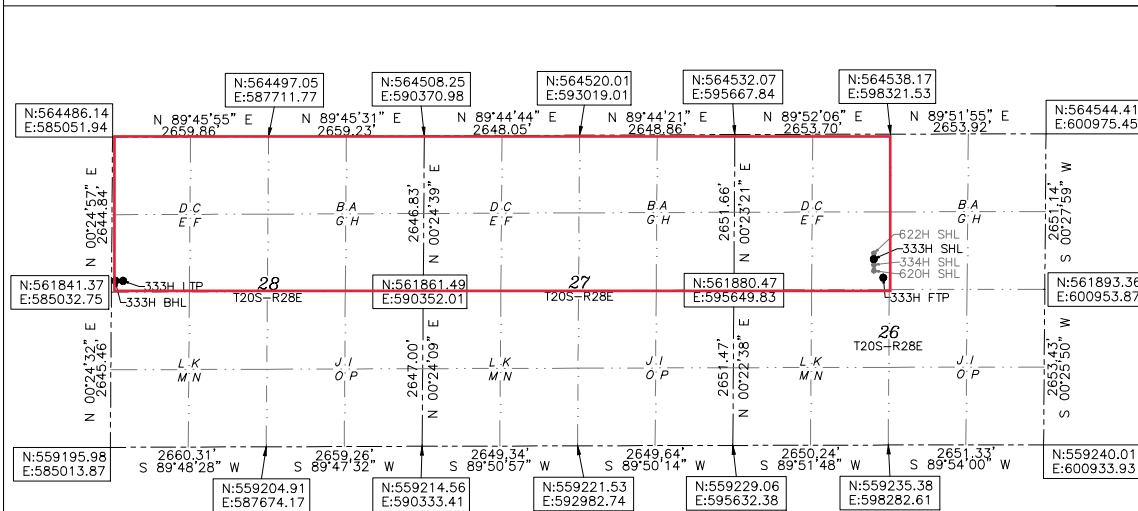 N:564497.05
E:587711.77
N:564508.25
E:590370.98
N:564520.01
E:593019.01
N:564532.07
E:595667.84
N:564538.17
E:598321.53
N:564486.14
E:585051.94
N:564544.41
E:600975.45
N 89°45'55" E
2659.86'
N 89°45'31" E
2659.23'
N 89°44'44" E
2648.05'
N 89°44'21" E
2648.86'
N 89°52'06" E
2653.70'
N 89°51'55" E
2653.92'
N 00°24'57" E
2644.84'
2646.83'
N 00°24'39" E
2651.66'
N 00°23'21" E
2651.14'
S 00°27'59" W
D C
E F
B A
G H
D C
E F
B A
G H
D C
E F
B A
G H
622H SHL
333H SHL
334H SHL
620H SHL
333H LTP
333H BHL
333H FTP
N:561841.37
E:585032.75
28
T20S-R28E
N:561861.49
E:590352.01
27
T20S-R28E
N:561880.47
E:595649.83
26
T20S-R28E
N:561893.36
E:600953.87
N 00°24'32" E
2645.46'
2647.00'
N 00°24'09" E
2651.47'
N 00°22'38" E
2653.43'
S 00°25'50" W
L K
M N
J I
O P
L K
M N
J I
O P
L K
M N
J I
O P
N:559195.98
E:585013.87
2660.31'
S 89°48'28" W
2659.26'
S 89°47'32" W
2649.34'
S 89°50'57" W
2649.64'
S 89°50'14" W
2650.24'
S 89°51'48" W
2651.33'
S 89°54'00" W
N:559240.01
E:600933.93
N:559204.91
E:587674.17
N:559214.56
E:590333.41
N:559221.53
E:592982.74
N:559229.06
E:595632.38
N:559235.38
E:598282.61